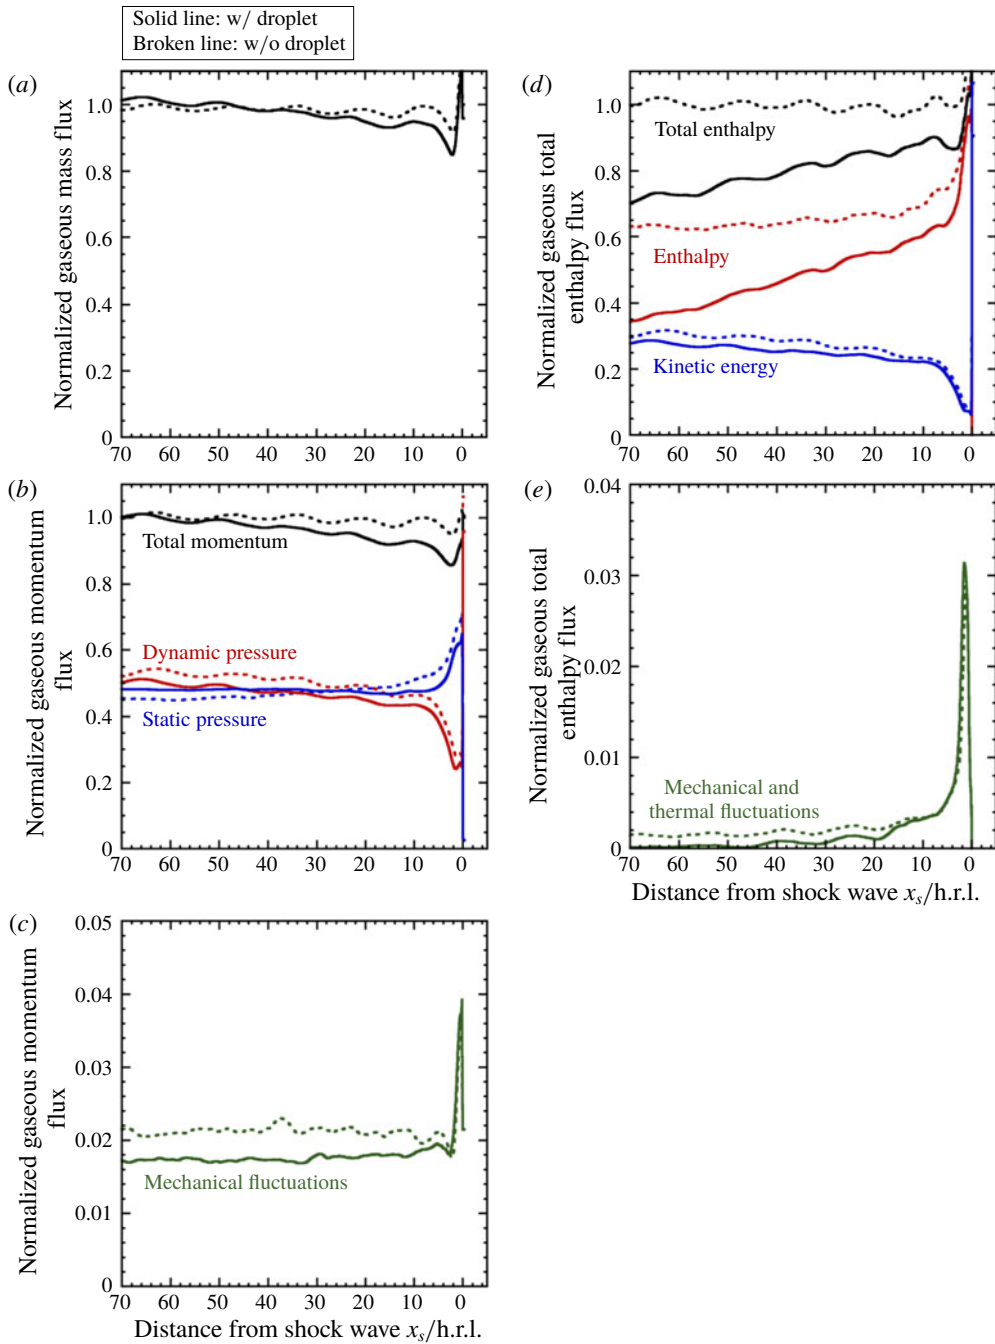 Solid line: w/ droplet
Broken line: w/o droplet
(a)
Normalized gaseous mass flux
1.0
0.8
0.6
0.4
0.2
0
70 60 50 40 30 20 10 0
(b)
Normalized gaseous momentum
flux
1.0
0.8
0.6
0.4
0.2
0
Total momentum
Dynamic pressure
Static pressure
70 60 50 40 30 20 10 0
(c)
Normalized gaseous momentum
flux
0.05
0.04
0.03
0.02
0.01
0
Mechanical fluctuations
70 60 50 40 30 20 10 0
Distance from shock wave xs/h.r.l.
(d)
Normalized gaseous total
enthalpy flux
1.0
0.8
0.6
0.4
0.2
0
Total enthalpy
Enthalpy
Kinetic energy
70 60 50 40 30 20 10 0
(e)
Normalized gaseous total
enthalpy flux
0.04
0.03
0.02
0.01
0
Mechanical and
thermal fluctuations
70 60 50 40 30 20 10 0
Distance from shock wave xs/h.r.l.